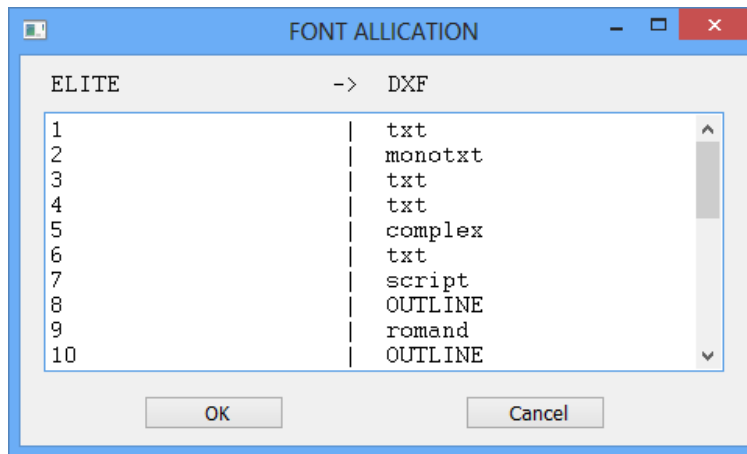 FONT ALLICATION
ELITE -> DXF
1 | txt
2 | monotxt
3 | txt
4 | txt
5 | complex
6 | txt
7 | script
8 | OUTLINE
9 | romand
10 | OUTLINE
OK Cancel